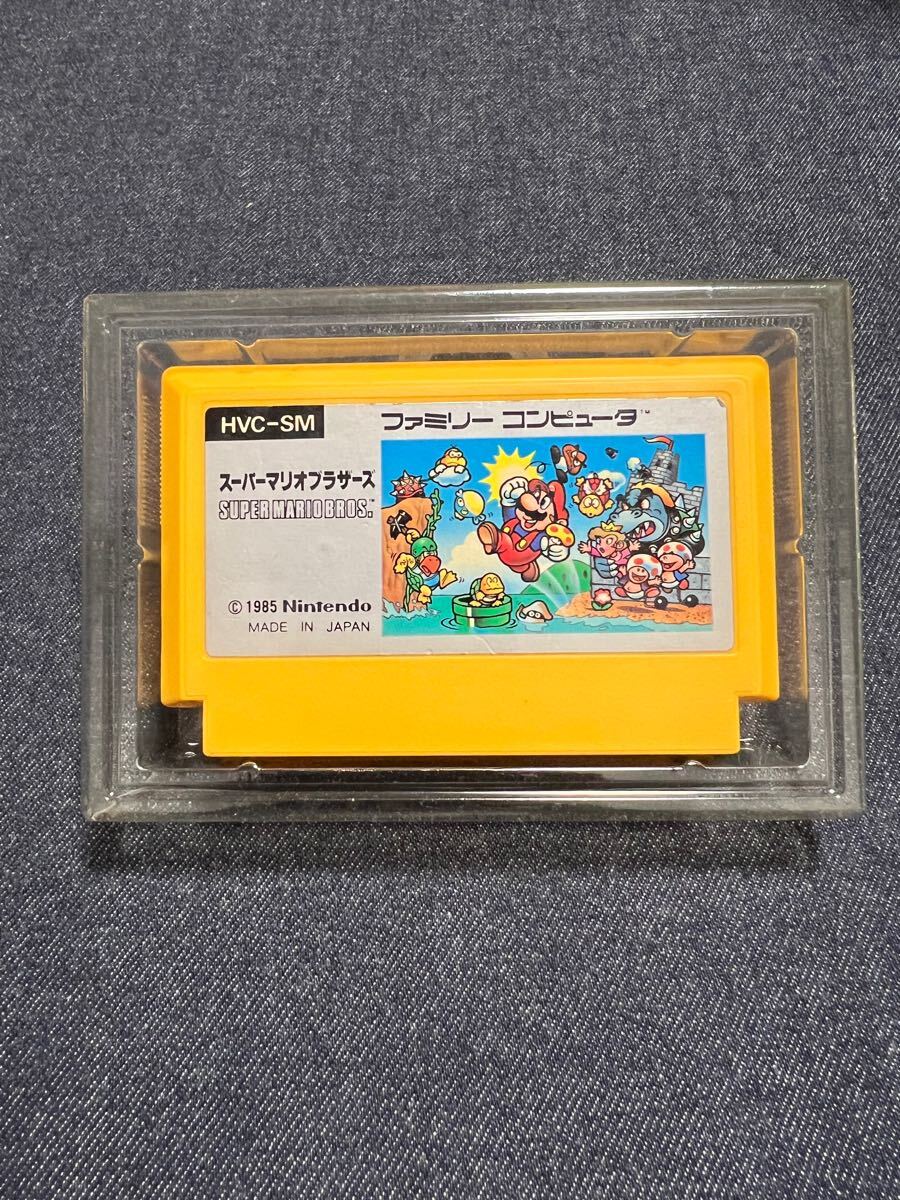 HVC-SM
ファミリー コンピュータ™
スーパーマリオブラザーズ
SUPER MARIO BROS.™
© 1985 Nintendo
MADE IN JAPAN